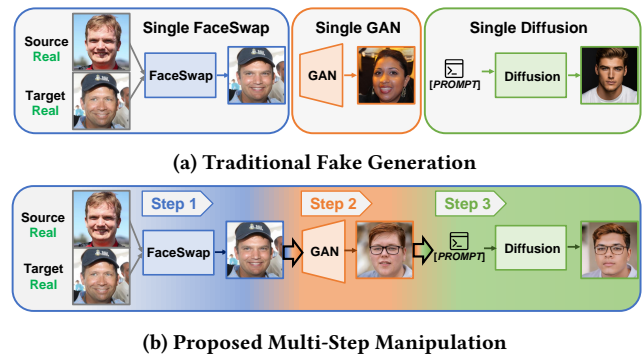 Single FaceSwap
Single GAN
Single Diffusion
Source
Real
Target
Real
FaceSwap
GAN
[PROMPT]
Diffusion
(a) Traditional Fake Generation
Step 1
Step 2
Step 3
Source
Real
Target
Real
FaceSwap
GAN
[PROMPT]
Diffusion
(b) Proposed Multi-Step Manipulation